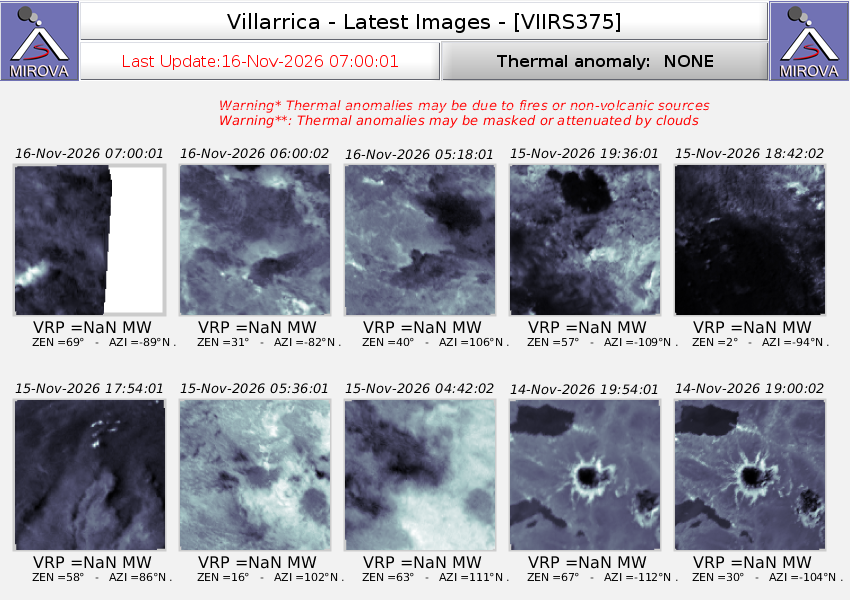 Villarrica - Latest Images - [VIIRS375]
MIROVA
Last Update:16-Nov-2026 07:00:01
Thermal anomaly: NONE
MIROVA
Warning* Thermal anomalies may be due to fires or non-volcanic sources
Warning**: Thermal anomalies may be masked or attenuated by clouds
16-Nov-2026 07:00:01
16-Nov-2026 06:00:02
16-Nov-2026 05:18:01
15-Nov-2026 19:36:01
15-Nov-2026 18:42:02
VRP =NaN MW
VRP =NaN MW
VRP =NaN MW
VRP =NaN MW
VRP =NaN MW
ZEN =69° - AZI =-89°N .
ZEN =31° - AZI =-82°N .
ZEN =40° - AZI =106°N .
ZEN =57° - AZI =-109°N .
ZEN =2° - AZI =-94°N .
15-Nov-2026 17:54:01
15-Nov-2026 05:36:01
15-Nov-2026 04:42:02
14-Nov-2026 19:54:01
14-Nov-2026 19:00:02
VRP =NaN MW
VRP =NaN MW
VRP =NaN MW
VRP =NaN MW
VRP =NaN MW
ZEN =58° - AZI =86°N .
ZEN =16° - AZI =102°N .
ZEN =63° - AZI =111°N .
ZEN =67° - AZI =-112°N .
ZEN =30° - AZI =-104°N .